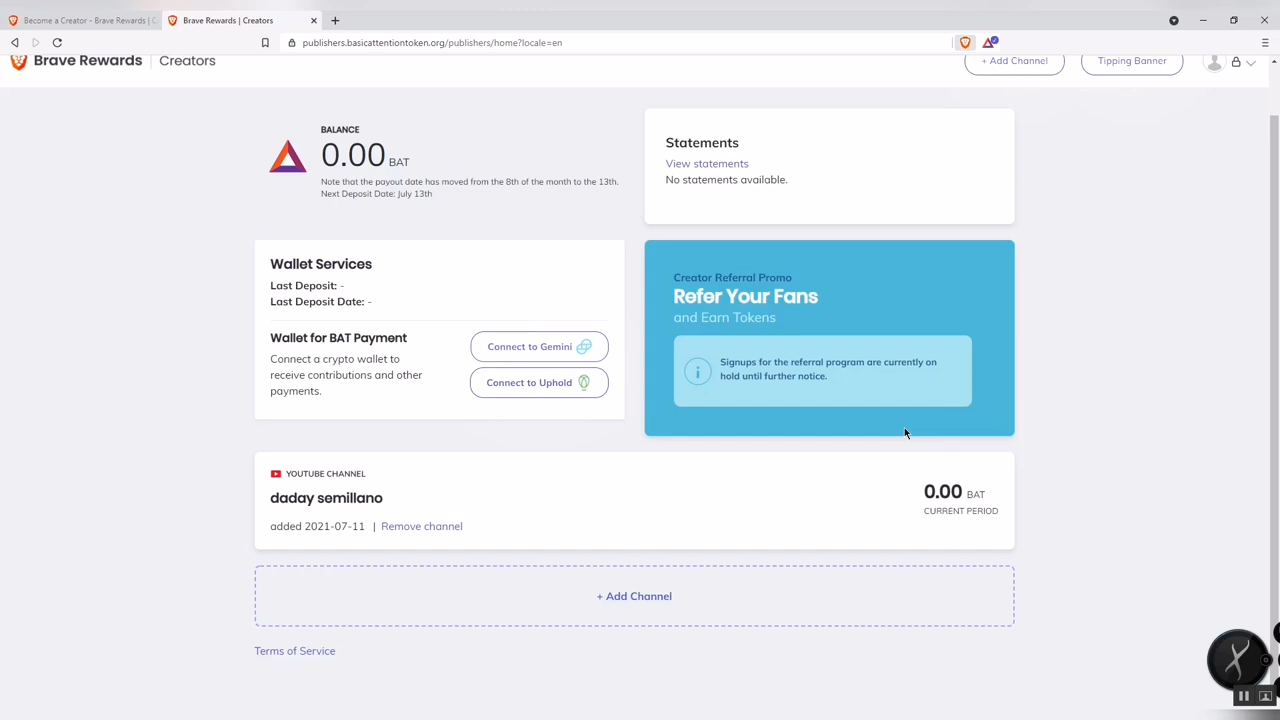 Become a Creator - Brave Rewards | C
Brave Rewards | Creators
publishers.basicattentiontoken.org/publishers/home?locale=en
Brave Rewards | Creators
+ Add Channel
Tipping Banner
BALANCE
0.00 BAT
Note that the payout date has moved from the 8th of the month to the 13th.
Next Deposit Date: July 13th
Statements
View statements
No statements available.
Wallet Services
Last Deposit: -
Last Deposit Date: -
Wallet for BAT Payment
Connect a crypto wallet to
receive contributions and other
payments.
Connect to Gemini
Connect to Uphold
Creator Referral Promo
Refer Your Fans
and Earn Tokens
Signups for the referral program are currently on
hold until further notice.
YOUTUBE CHANNEL
daday semillano
added 2021-07-11 | Remove channel
0.00 BAT
CURRENT PERIOD
+ Add Channel
Terms of Service